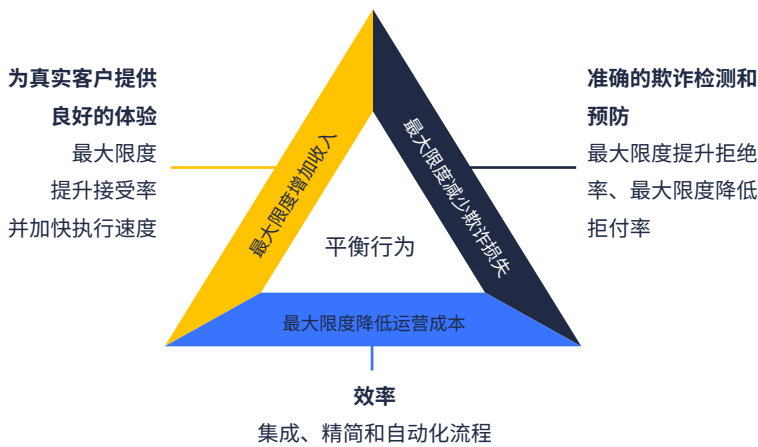 为真实客户提供
良好的体验
最大限度
提升接受率
并加快执行速度
最大限度增加收入
最大限度减少欺诈损失
准确的欺诈检测和
预防
最大限度提升拒绝
率、最大限度降低
拒付率
平衡行为
最大限度降低运营成本
效率
集成、精简和自动化流程